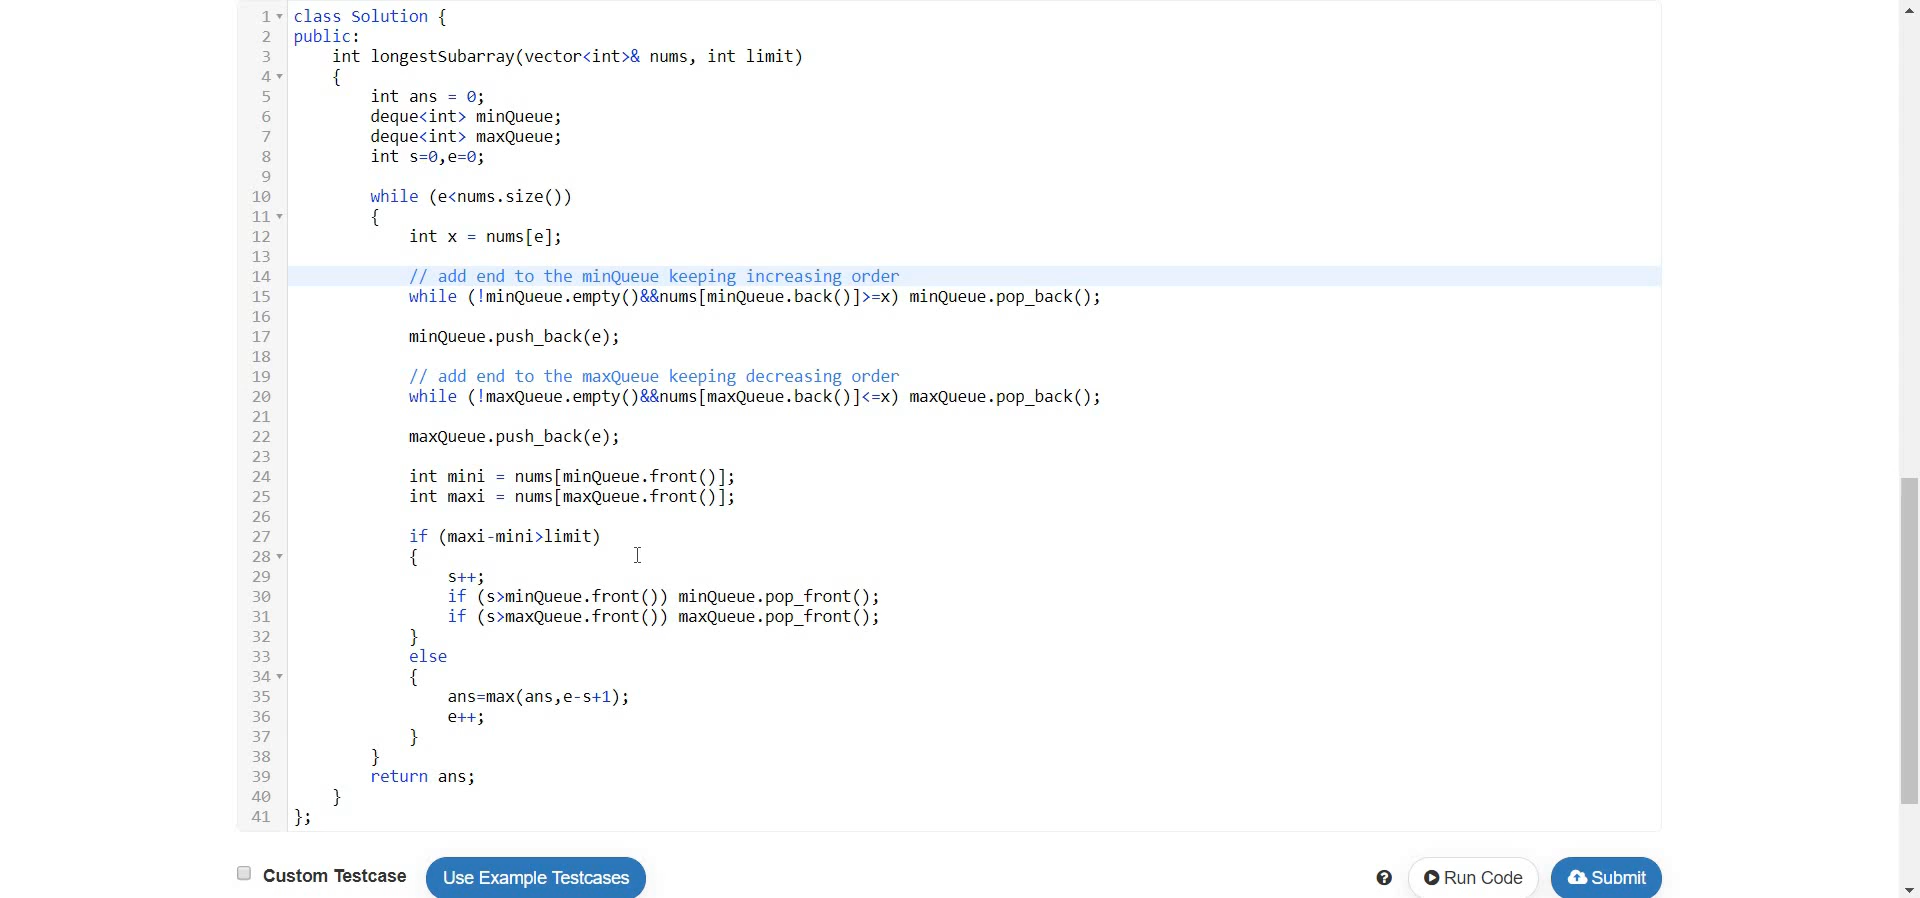 1 class Solution {
2 public:
3     int longestSubarray(vector<int>& nums, int limit)
4     {
5         int ans = 0;
6         deque<int> minQueue;
7         deque<int> maxQueue;
8         int s=0,e=0;
9
10         while (e<nums.size())
11         {
12             int x = nums[e];
13
14             // add end to the minQueue keeping increasing order
15             while (!minQueue.empty()&&nums[minQueue.back()]>=x) minQueue.pop_back();
16
17             minQueue.push_back(e);
18
19             // add end to the maxQueue keeping decreasing order
20             while (!maxQueue.empty()&&nums[maxQueue.back()]<=x) maxQueue.pop_back();
21
22             maxQueue.push_back(e);
23
24             int mini = nums[minQueue.front()];
25             int maxi = nums[maxQueue.front()];
26
27             if (maxi-mini>limit)
28             {
29                 s++;
30                 if (s>minQueue.front()) minQueue.pop_front();
31                 if (s>maxQueue.front()) maxQueue.pop_front();
32             }
33             else
34             {
35                 ans=max(ans,e-s+1);
36                 e++;
37             }
38         }
39         return ans;
40     }
41 };
Custom Testcase Use Example Testcases ? Run Code Submit